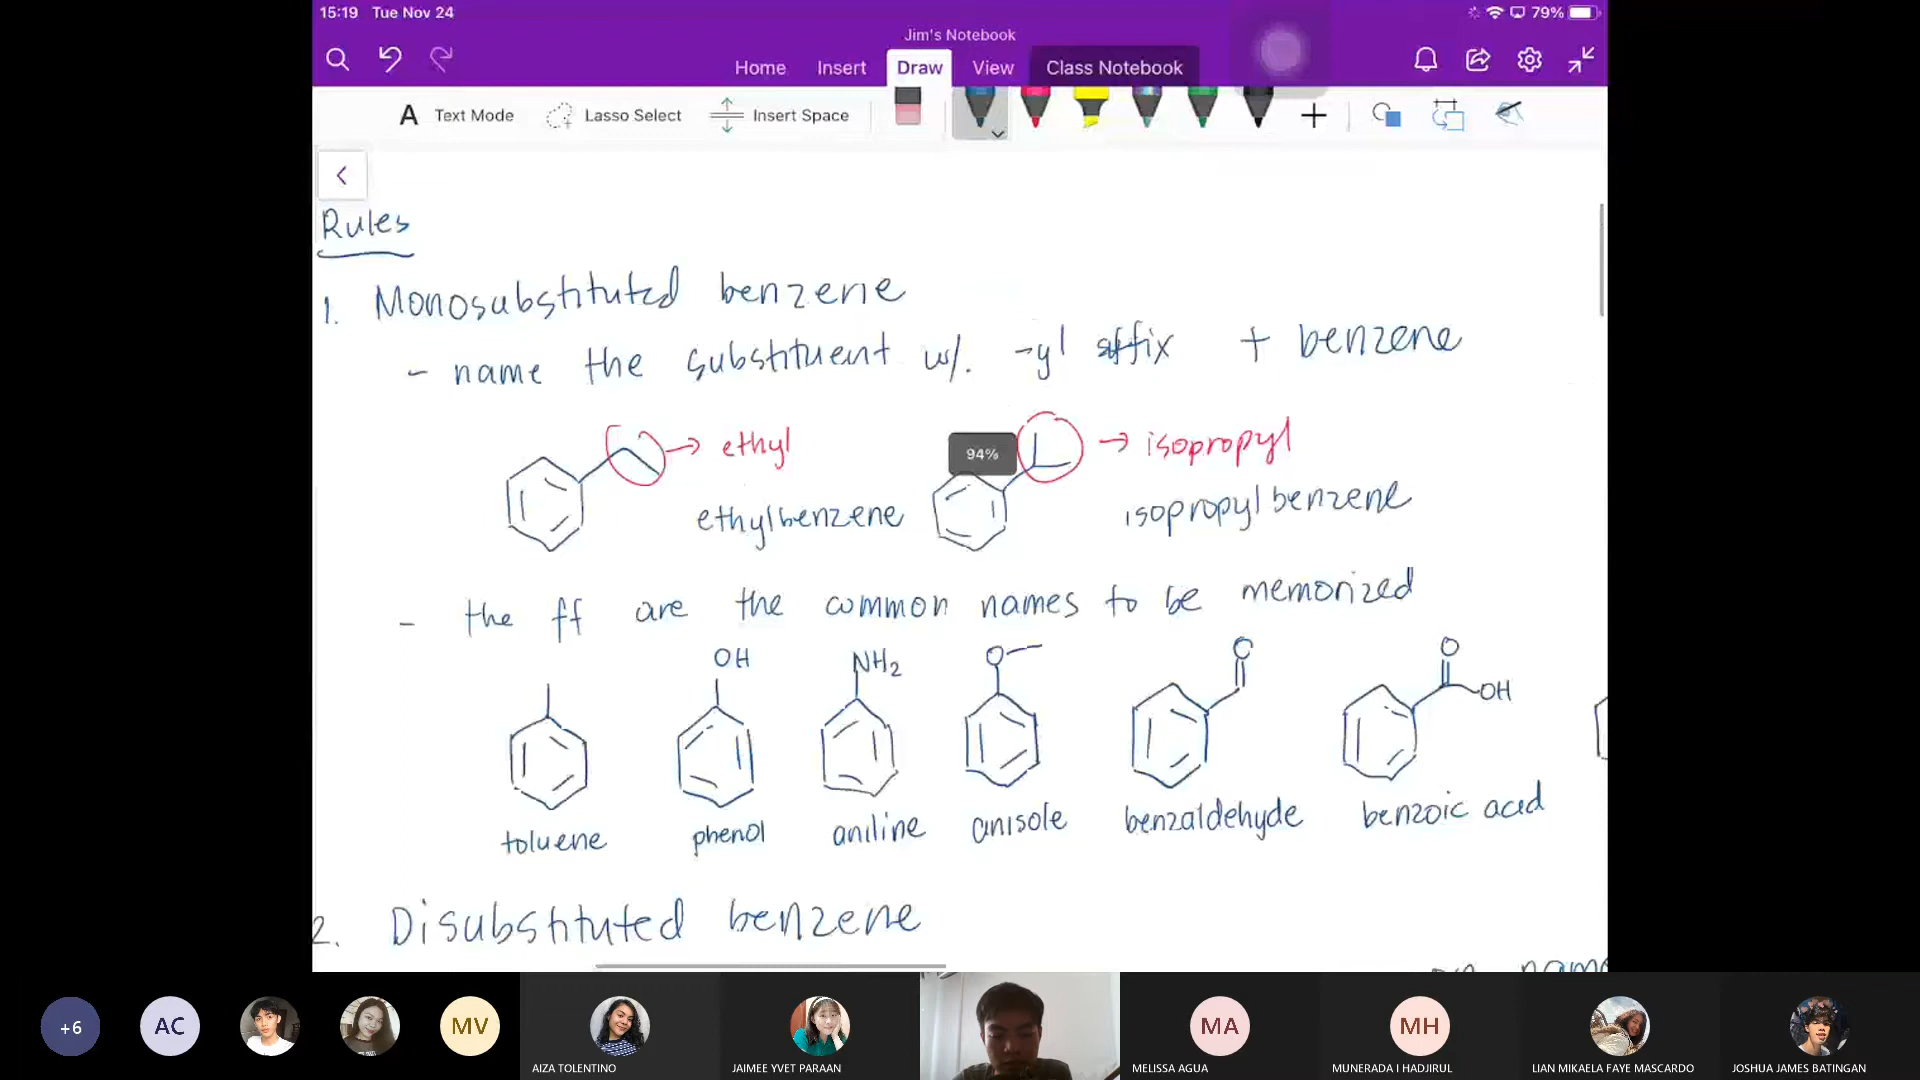 15:19 Tue Nov 24
79%
Jim's Notebook
Home Insert Draw View Class Notebook
A Text Mode Lasso Select Insert Space
Rules
1. Monosubstituted benzene
- name the substituent w/. -yl suffix + benzene
→ ethyl
94%
→ isopropyl
ethylbenzene
isopropylbenzene
- the ff are the common names to be memorized
OH NH2 O O O
OH
toluene phenol aniline anisole benzaldehyde benzoic acid
2. Disubstituted benzene
+6 AC MV MA MH
AIZA TOLENTINO JAIMEE YVET PARAAN MELISSA AGUA MUNERADA I HADJIRUL LIAN MIKAELA FAYE MASCARDO JOSHUA JAMES BATINGAN